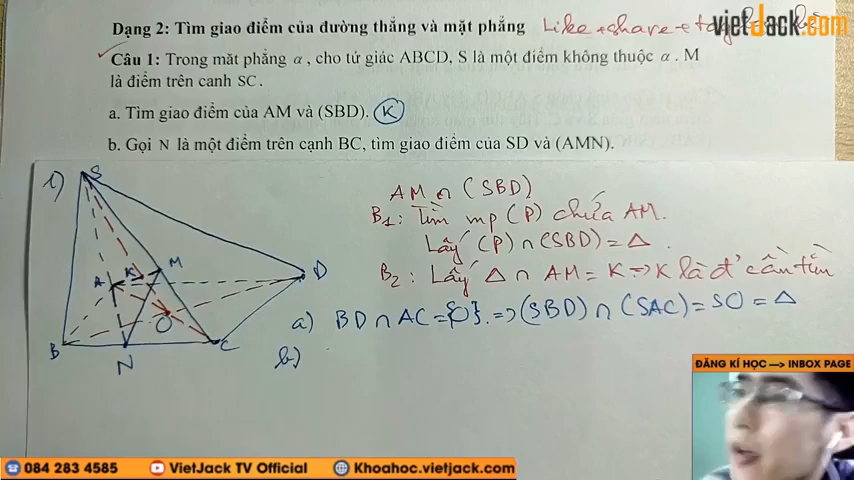 Dạng 2: Tìm giao điểm của đường thẳng và mặt phẳng Like + share +
vietjack.com
Câu 1: Trong măt phẳng α, cho tứ giác ABCD, S là một điểm không thuộc α. M
là điểm trên canh SC.
a. Tìm giao điểm của AM và (SBD). K
b. Gọi N là một điểm trên cạnh BC, tìm giao điểm của SD và (AMN).
1)
S
AM ∩ (SBD)
B1: Tìm mp (P) chứa AM.
Lấy (P) ∩ (SBD) = Δ.
B2: Lấy Δ ∩ AM = K => K là đ' cần tìm
A K M D
a) BD ∩ AC = {O}. => (SBD) ∩ (SAC) = SO = Δ
O
B N C
b)
ĐĂNG KÍ HỌC —> INBOX PAGE
084 283 4585 VietJack TV Official Khoahoc.vietjack.com